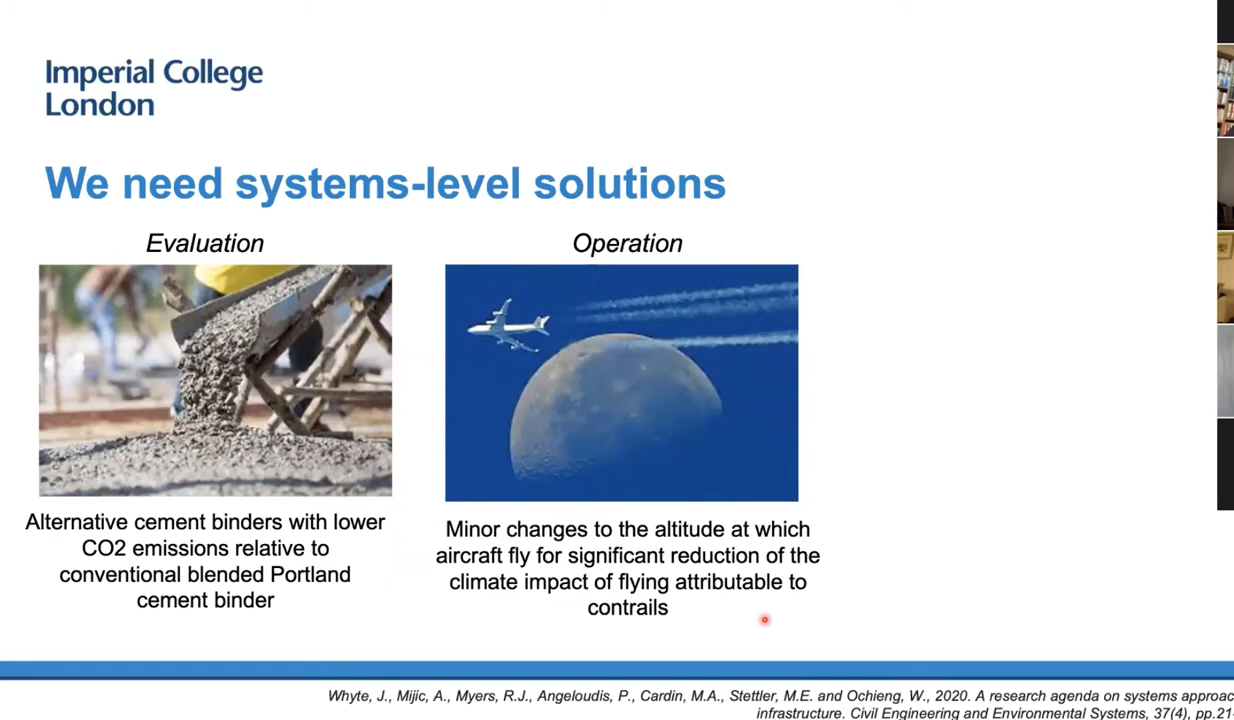 Imperial College
London
We need systems-level solutions
Evaluation
Operation
Alternative cement binders with lower
CO2 emissions relative to
conventional blended Portland
cement binder
Minor changes to the altitude at which
aircraft fly for significant reduction of the
climate impact of flying attributable to
contrails
Whyte, J., Mijic, A., Myers, R.J., Angeloudis, P., Cardin, M.A., Stettler, M.E. and Ochieng, W., 2020. A research agenda on systems
infrastructure. Civil Engineering and Environmental Systems, 37(4),